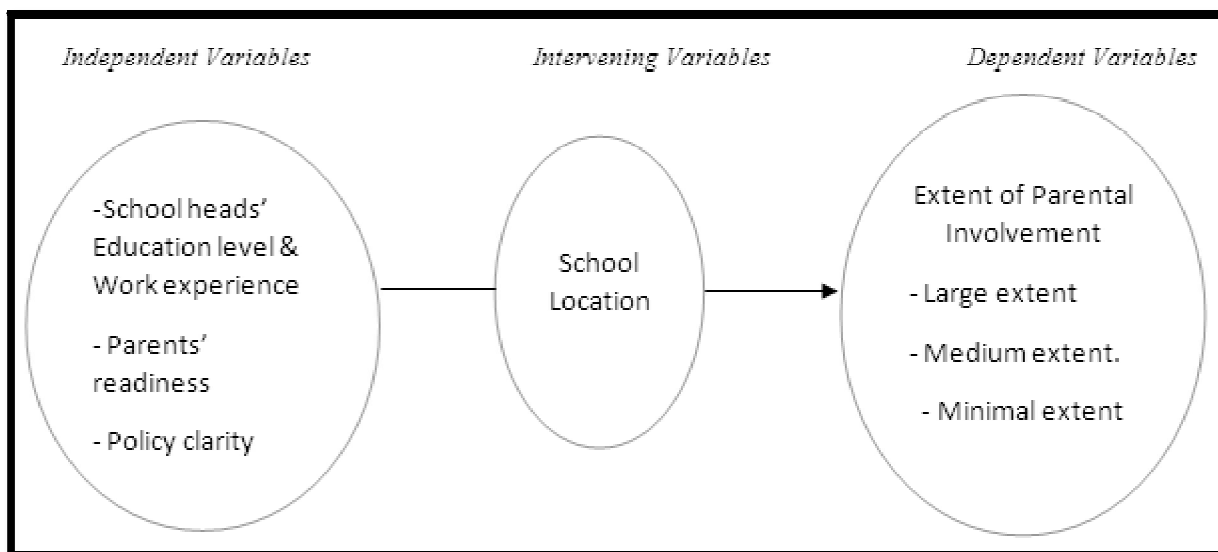 Independent Variables
Intervening Variables
Dependent Variables
-School heads’
Education level &
Work experience
- Parents’
readiness
- Policy clarity
School
Location
Extent of Parental
Involvement
- Large extent
- Medium extent.
- Minimal extent